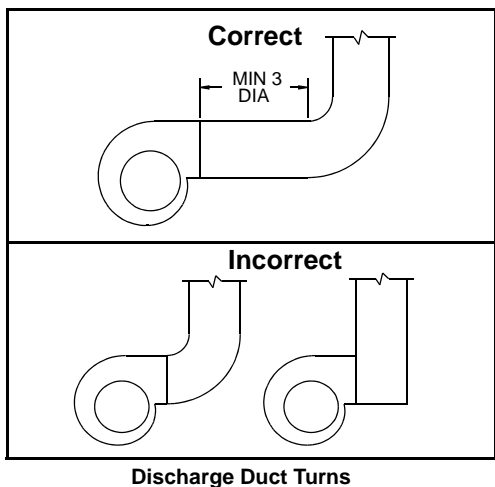 Correct
MIN 3
DIA
Incorrect
Discharge Duct Turns